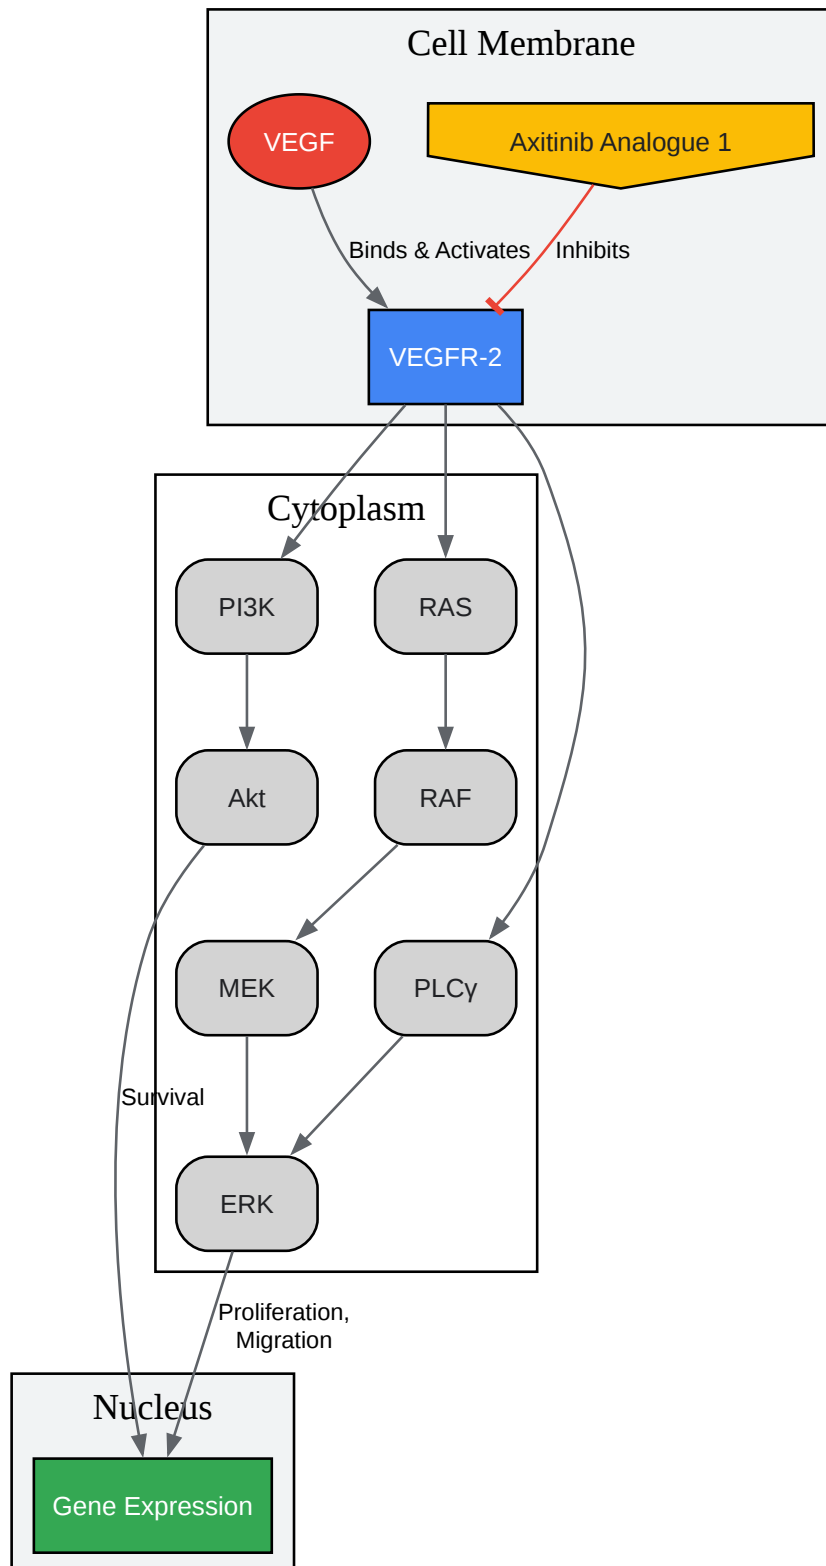 Cell Membrane
VEGF
Axitinib Analogue 1
Binds & Activates
Inhibits
VEGFR-2
Cytoplasm
PI3K
RAS
Akt
RAF
MEK
PLCγ
Survival
ERK
Proliferation,
Migration
Nucleus
Gene Expression